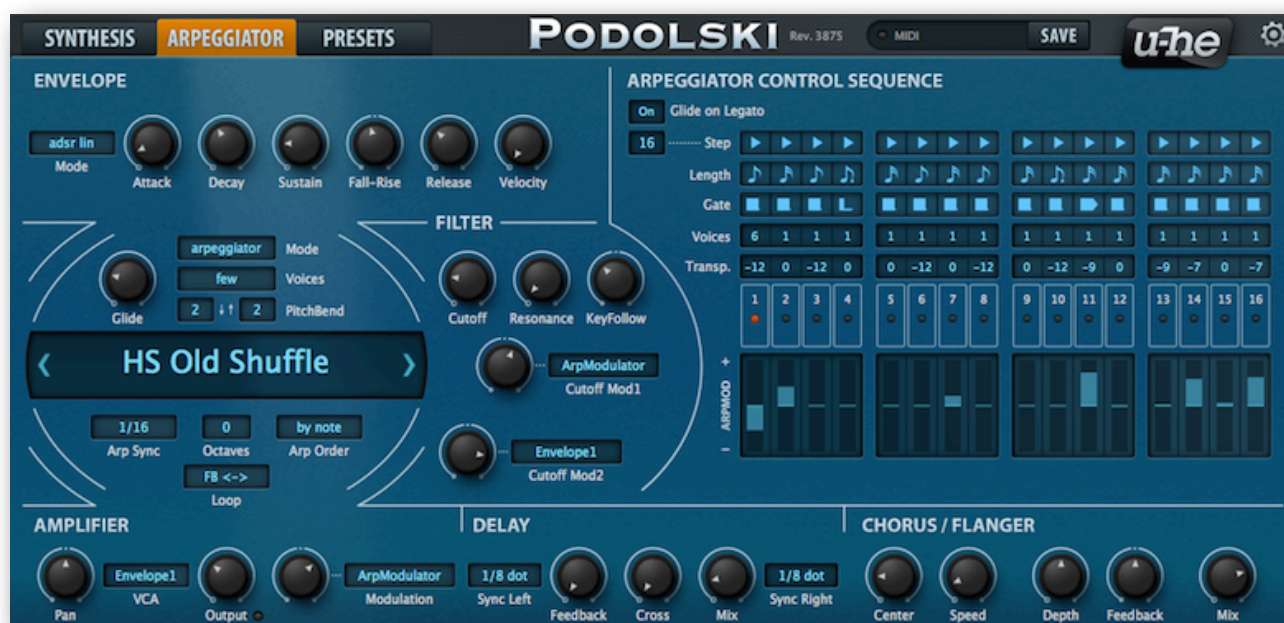 SYNTHESIS ARPEGGIATOR PRESETS PODOLSKI Rev. 3875 MIDI SAVE u-he
ENVELOPE
adsr lin
Mode Attack Decay Sustain Fall-Rise Release Velocity
ARPEGGIATOR CONTROL SEQUENCE
On Glide on Legato
16 Step
Length
Gate
Voices 6 1 1 1 1 1 1 1 1 1 1 1 1 1 1 1
Transp. -12 0 -12 0 0 -12 0 -12 0 -12 -9 0 -9 -7 0 -7
1 2 3 4 5 6 7 8 9 10 11 12 13 14 15 16
+
ARPMOD
−
arpeggiator Mode
few Voices
2 ↓↑ 2 PitchBend
Glide
HS Old Shuffle
1/16 0 by note
Arp Sync Octaves Arp Order
FB <->
Loop
FILTER
Cutoff Resonance KeyFollow
ArpModulator
Cutoff Mod1
Envelope1
Cutoff Mod2
AMPLIFIER
Envelope1 ArpModulator
Pan VCA Output Modulation
DELAY
1/8 dot 1/8 dot
Sync Left Feedback Cross Mix Sync Right
CHORUS / FLANGER
Center Speed Depth Feedback Mix